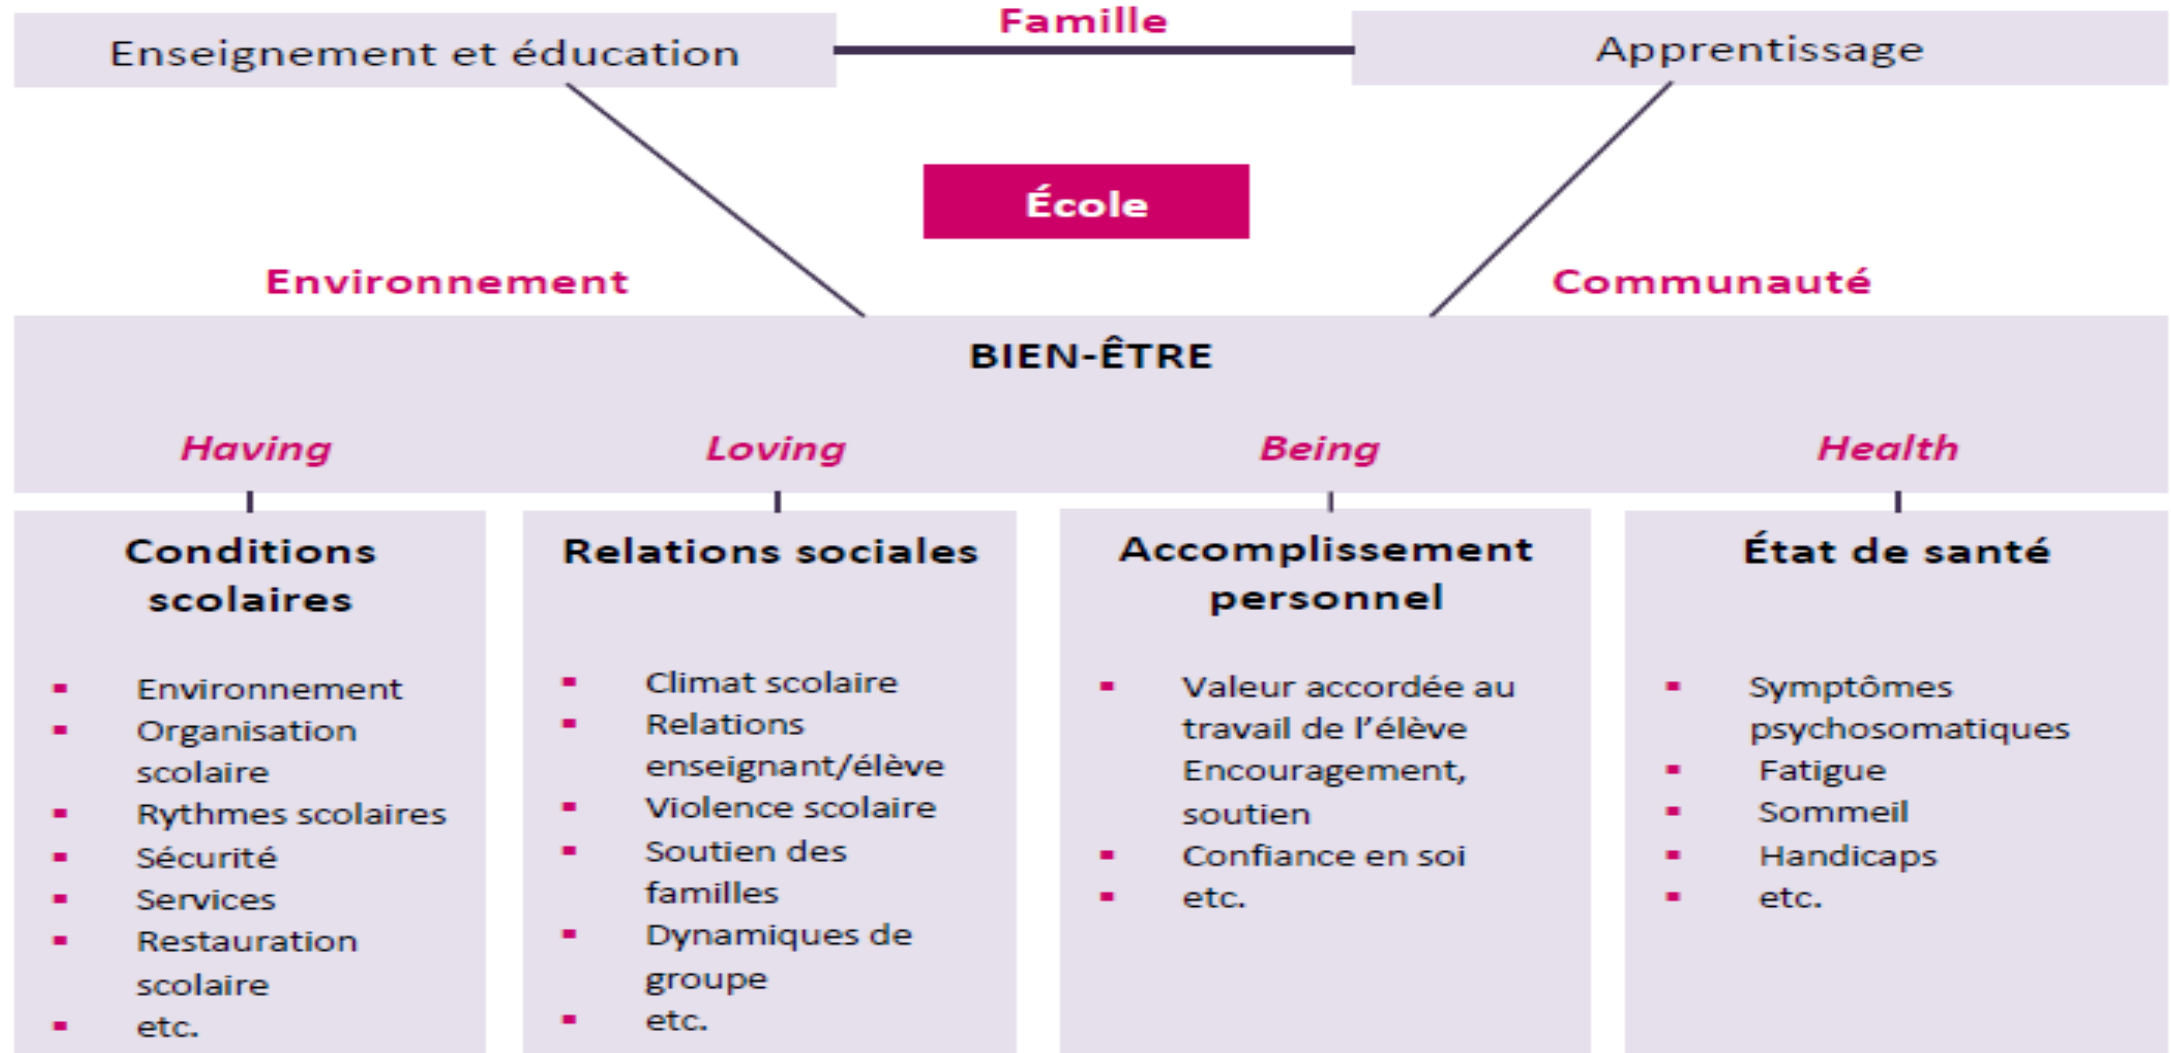 Famille
Enseignement et éducation
Apprentissage
École
Environnement
Communauté
BIEN-ÊTRE
Having
Loving
Being
Health
Conditions
scolaires
▪ Environnement
▪ Organisation
scolaire
▪ Rythmes scolaires
▪ Sécurité
▪ Services
▪ Restauration
scolaire
▪ etc.
Relations sociales
▪ Climat scolaire
▪ Relations
enseignant/élève
▪ Violence scolaire
▪ Soutien des
familles
▪ Dynamiques de
groupe
▪ etc.
Accomplissement
personnel
▪ Valeur accordée au
travail de l’élève
Encouragement,
soutien
▪ Confiance en soi
▪ etc.
État de santé
▪ Symptômes
psychosomatiques
▪ Fatigue
▪ Sommeil
▪ Handicaps
▪ etc.